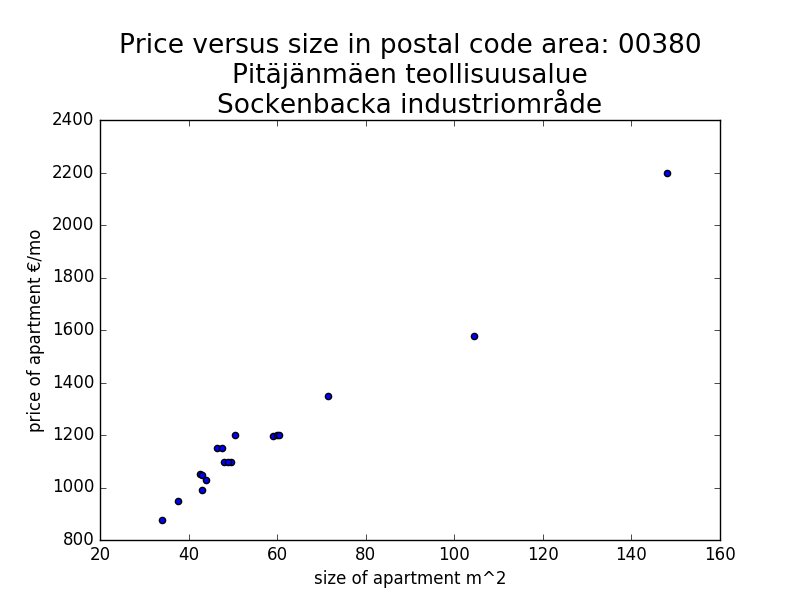 Price versus size in postal code area: 00380
Pitäjänmäen teollisuusalue
Sockenbacka industriområde
2400
2200
2000
1800
1600
1400
1200
1000
800
price of apartment €/mo
20 40 60 80 100 120 140 160
size of apartment m^2